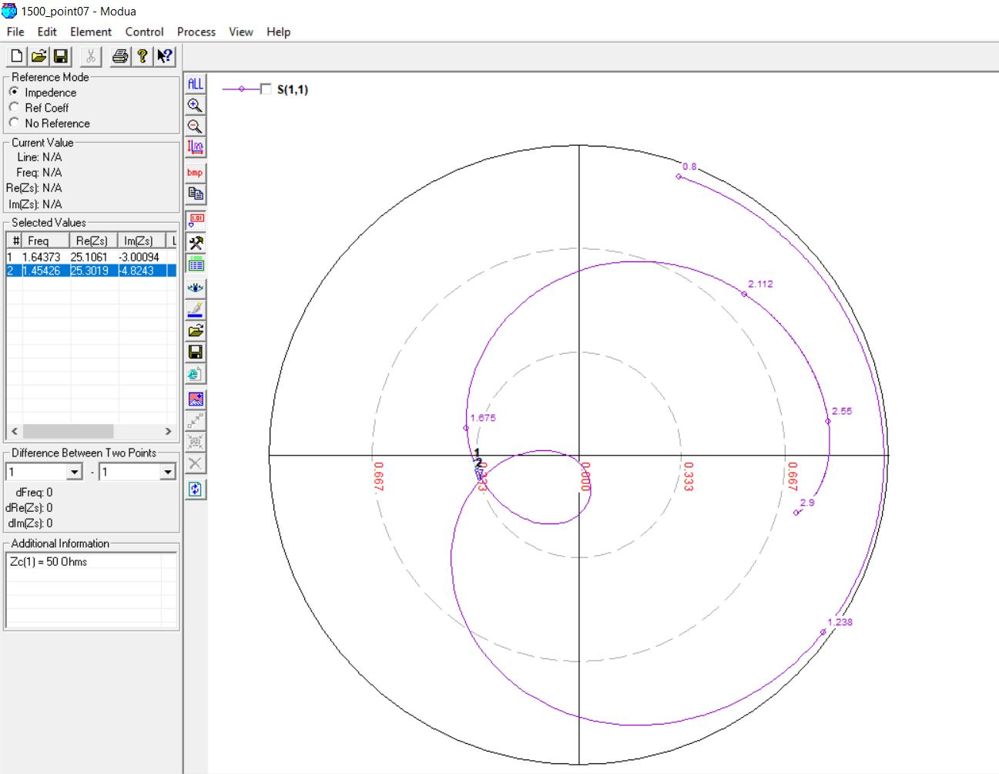 1500_point07 - Modua
File Edit Element Control Process View Help
Reference Mode
Impedence
Ref Coeff
No Reference
Current Value
Line: N/A
Freq: N/A
Re(Zs): N/A
Im(Zs): N/A
Selected Values
# Freq Re(Zs) Im(Zs) L
1 1.64373 25.1061 -3.00094
2 1.45426 25.3019 -4.8243
Difference Between Two Points
1 - 1
dFreq: 0
dRe(Zs): 0
dIm(Zs): 0
Additional Information
Zc(1) = 50 Ohms
ALL
bmp
1.01
S(1,1)
0.8
2.112
2.55
1.675
1
2
0.667
0.333
0.000
0.333
0.667
2.9
1.238